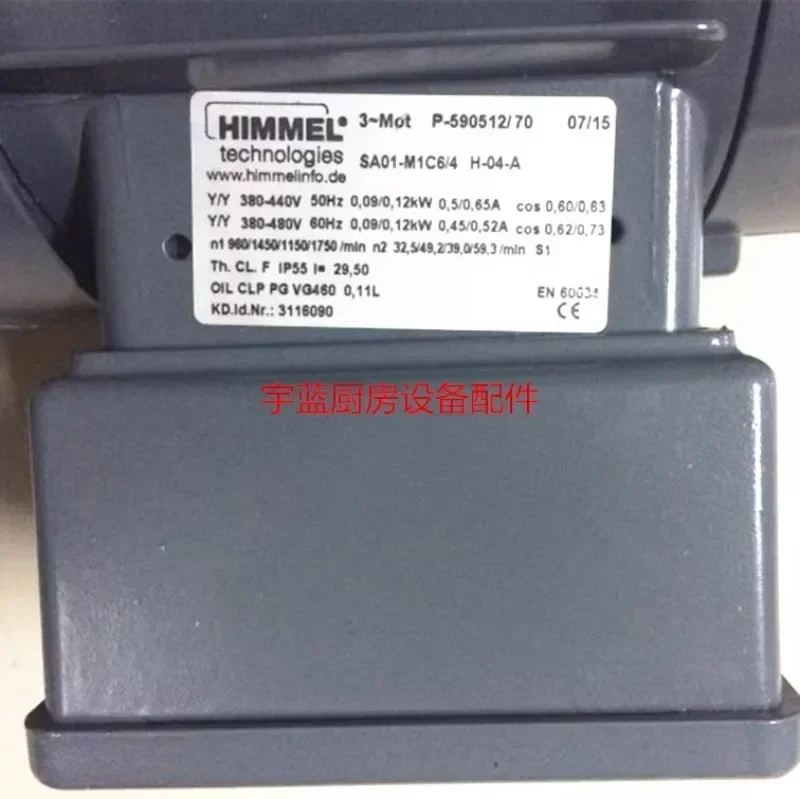 HIMMEL® 3~Mot P-590512/70 07/15
technologies SA01-M1C6/4 H-04-A
www.himmelinfo.de
Y/Y 380-440V 50Hz 0,09/0,12kW 0,5/0,65A cos 0,60/0,63
Y/Y 380-480V 60Hz 0,09/0,12kW 0,45/0,52A cos 0,62/0,73
n1 960/1450/1150/1750 /min n2 32,5/49,2/39,0/59,3 /min S1
Th. CL. F IP55 I= 29,50
OIL CLP PG VG460 0,11L EN 60034
KD.Id.Nr.: 3116090 CE
宇蓝厨房设备配件